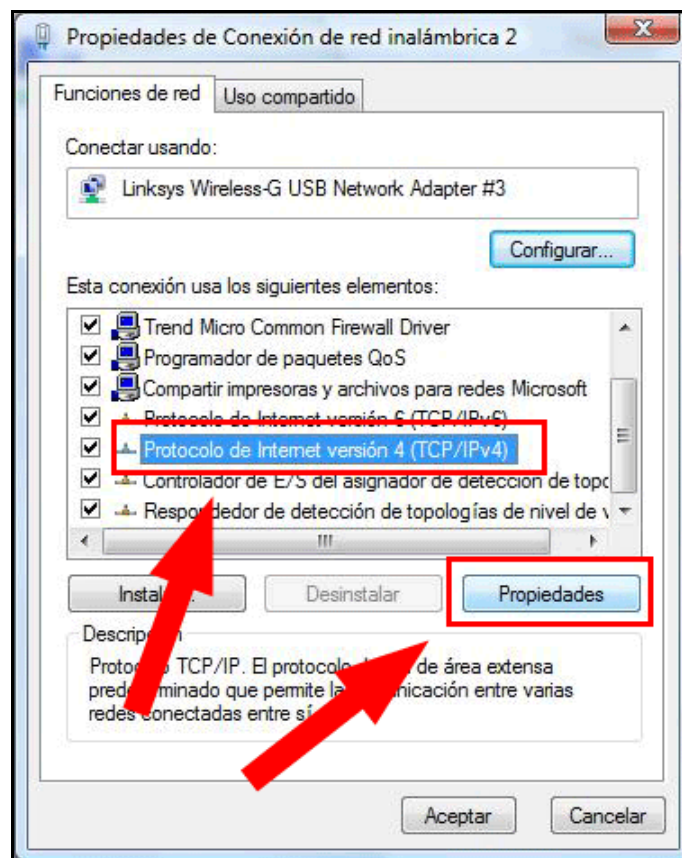 Propiedades de Conexión de red inalámbrica 2
Funciones de red
Uso compartido
Conectar usando:
Linksys Wireless-G USB Network Adapter #3
Configurar...
Esta conexión usa los siguientes elementos:
Trend Micro Common Firewall Driver
Programador de paquetes QoS
Compartir impresoras y archivos para redes Microsoft
Protocolo de Internet versión 6 (TCP/IPv6)
Protocolo de Internet versión 4 (TCP/IPv4)
Controlador de E/S del asignador de detección de topo
Respondedor de detección de topologías de nivel de v
Desinstalar
Propiedades
TCP/IP. El protocolo de área extensa
que permite la entre varias
redes conectadas entre sí
Aceptar
Cancelar